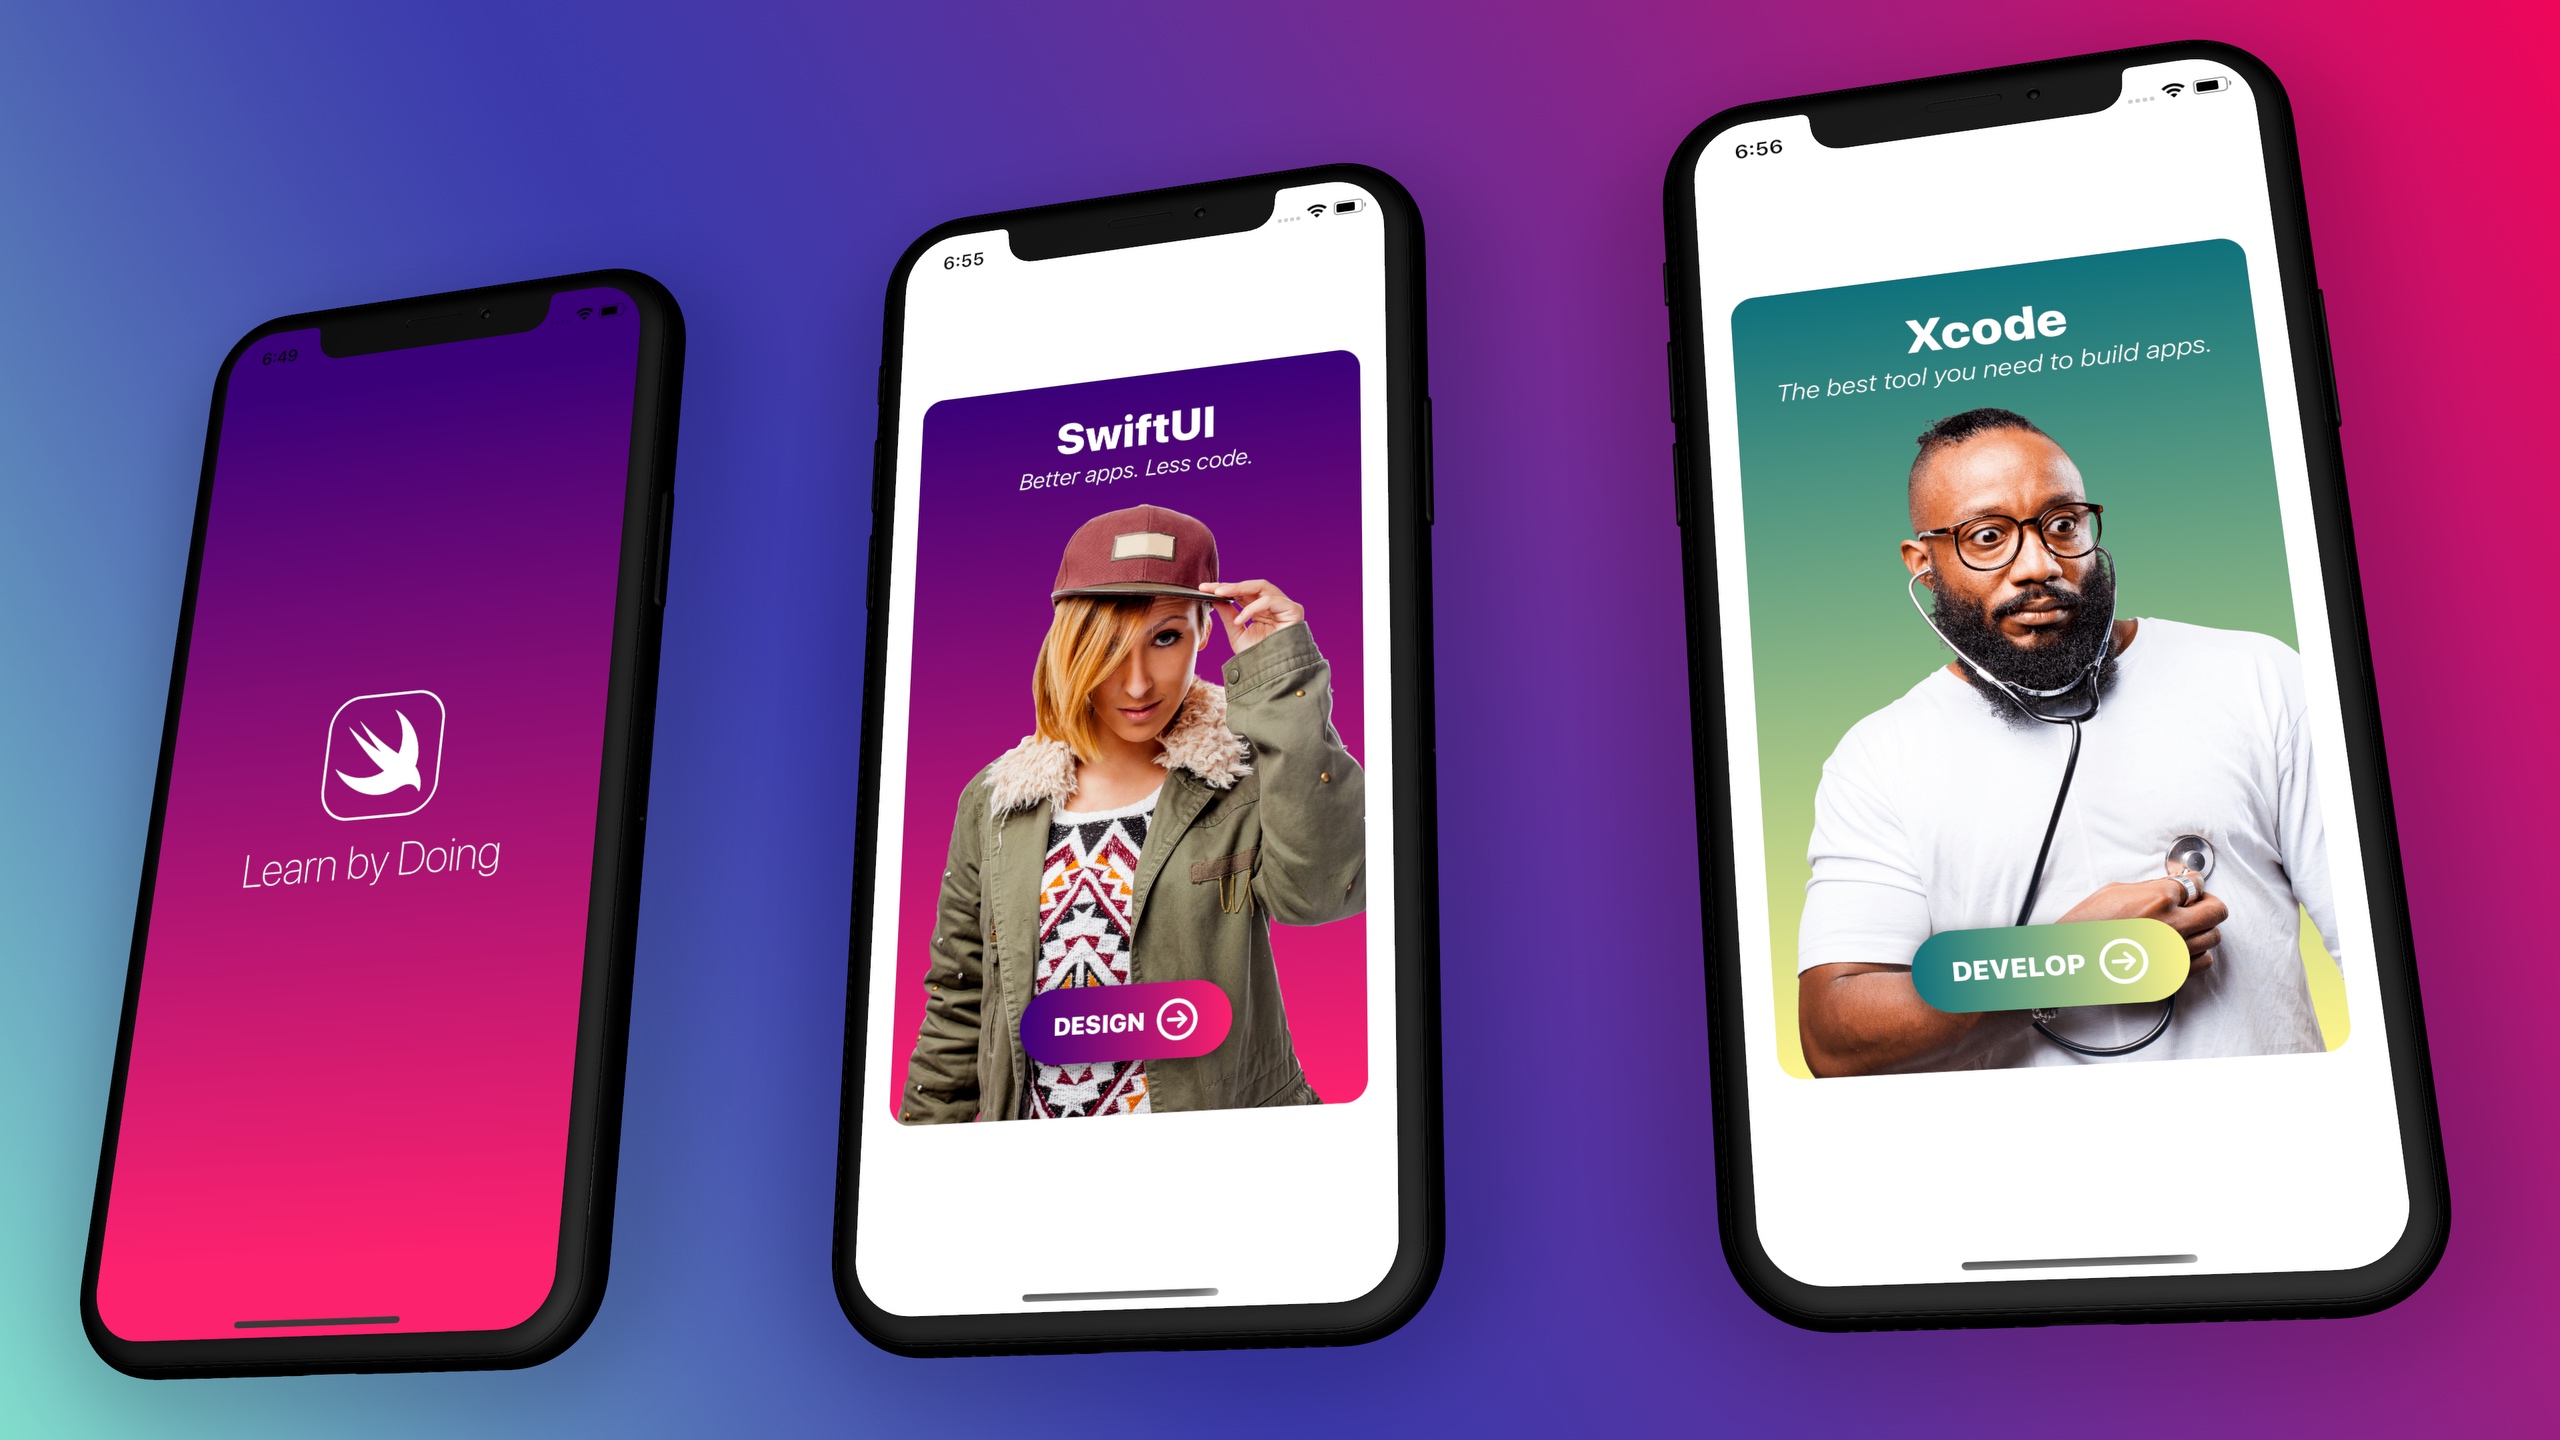 6:49
Learn by Doing
6:55
SwiftUI
Better apps. Less code.
DESIGN
6:56
Xcode
The best tool you need to build apps.
DEVELOP